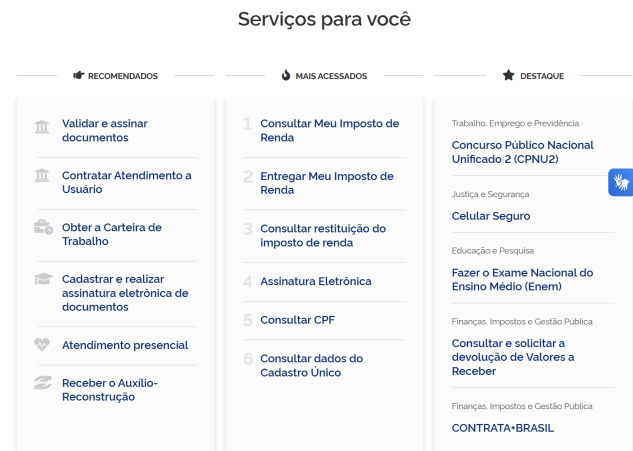 Serviços para você
RECOMENDADOS
Validar e assinar
documentos
Contratar Atendimento a
Usuário
Obter a Carteira de
Trabalho
Cadastrar e realizar
assinatura eletrônica de
documentos
Atendimento presencial
Receber o Auxílio-
Reconstrução
MAIS ACESSADOS
1 Consultar Meu Imposto de
Renda
2 Entregar Meu Imposto de
Renda
3 Consultar restituição do
imposto de renda
4 Assinatura Eletrônica
5 Consultar CPF
6 Consultar dados do
Cadastro Único
DESTAQUE
Trabalho, Emprego e Previdência
Concurso Público Nacional
Unificado 2 (CPNU2)
Justiça e Segurança
Celular Seguro
Educação e Pesquisa
Fazer o Exame Nacional do
Ensino Médio (Enem)
Finanças, Impostos e Gestão Pública
Consultar e solicitar a
devolução de Valores a
Receber
Finanças, Impostos e Gestão Pública
CONTRATA+BRASIL